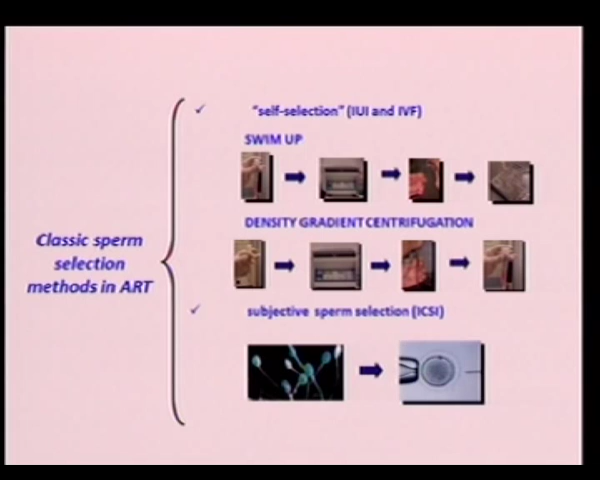 Classic sperm
selection
methods in ART
✓ "self-selection" (IUI and IVF)
SWIM UP
DENSITY GRADIENT CENTRIFUGATION
✓ subjective sperm selection (ICSI)